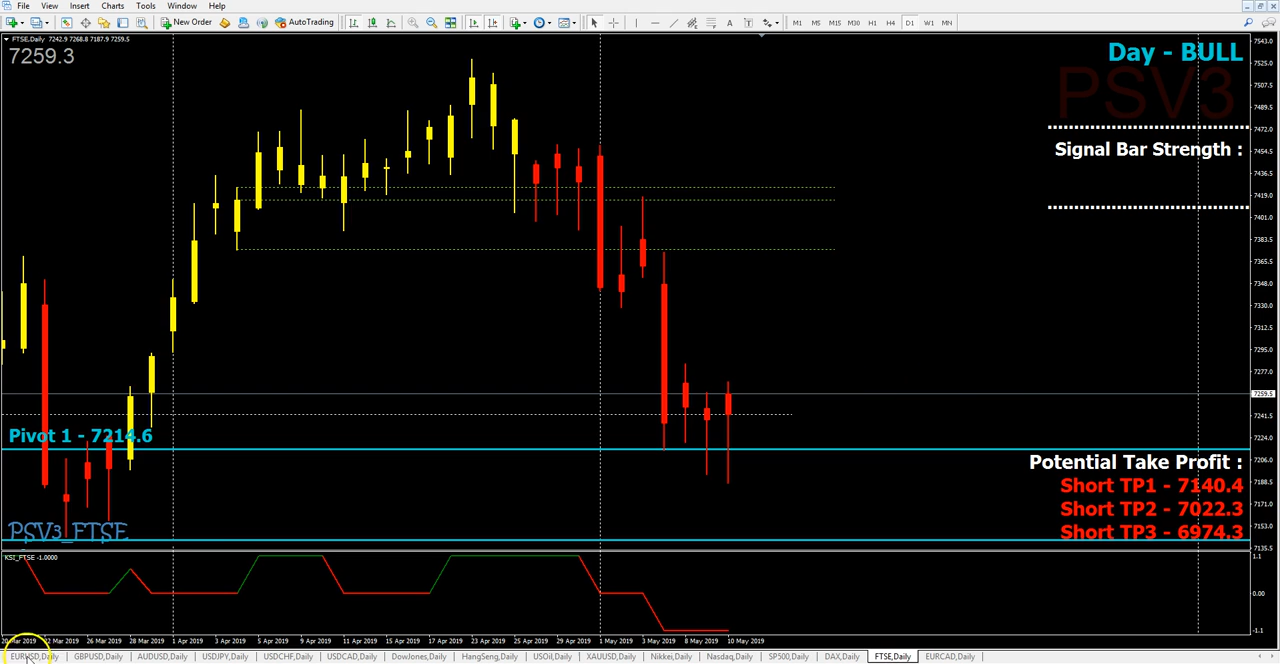 File View Insert Charts Tools Window Help
New Order AutoTrading A T M1 M5 M15 M30 H1 H4 D1 W1 MN
FTSE,Daily 7242.9 7268.8 7187.9 7259.5
7259.3
Day - BULL
PSV3
Signal Bar Strength :
7543.0
7525.0
7507.5
7489.5
7472.0
7454.5
7436.5
7419.0
7401.0
7383.5
7365.5
7348.0
7330.0
7312.5
7295.0
7277.0
7259.5
7241.5
7224.0
7206.0
7188.5
7171.0
7153.0
7135.5
Pivot 1 - 7214.6
Potential Take Profit :
Short TP1 - 7140.4
Short TP2 - 7022.3
Short TP3 - 6974.3
PSV3_FTSE
KSI_FTSE -1.0000
1.1
0.00
-1.1
20 Mar 2019 22 Mar 2019 26 Mar 2019 28 Mar 2019 1 Apr 2019 3 Apr 2019 5 Apr 2019 9 Apr 2019 11 Apr 2019 15 Apr 2019 17 Apr 2019 23 Apr 2019 25 Apr 2019 29 Apr 2019 1 May 2019 3 May 2019 8 May 2019 10 May 2019
EURUSD,Daily GBPUSD,Daily AUDUSD,Daily USDJPY,Daily USDCHF,Daily USDCAD,Daily DowJones,Daily HangSeng,Daily USOil,Daily XAUUSD,Daily Nikkei,Daily Nasdaq,Daily SP500,Daily DAX,Daily FTSE,Daily EURCAD,Daily